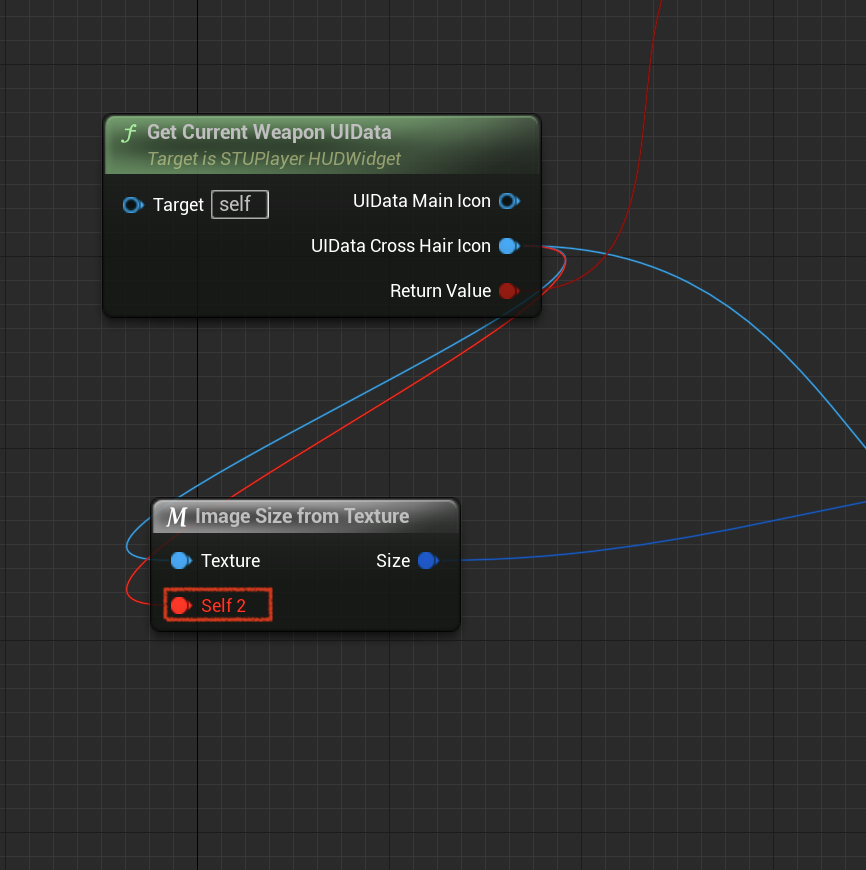 f Get Current Weapon UIData
Target is STUPlayer HUDWidget
Target self
UIData Main Icon
UIData Cross Hair Icon
Return Value
M Image Size from Texture
Texture Size
Self 2